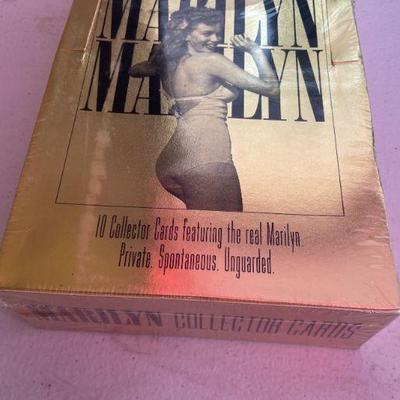 MARILYN
MARILYN
10 Collector Cards featuring the real Marilyn.
Private. Spontaneous. Unguarded.
MARILYN COLLECTOR CARDS